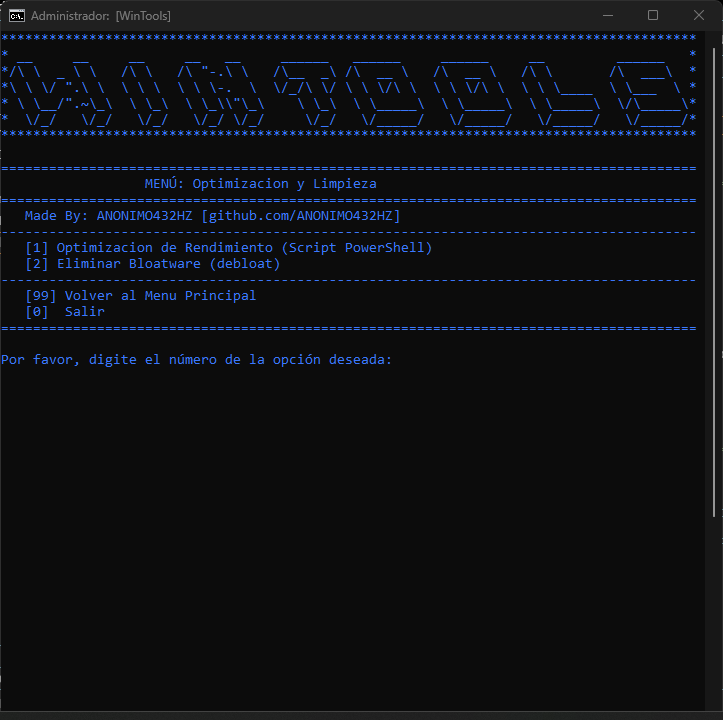 Administrador: [WinTools]
WINTOOLS
MENÚ: Optimizacion y Limpieza
Made By: ANONIMO432HZ [github.com/ANONIMO432HZ]
[1] Optimizacion de Rendimiento (Script PowerShell)
[2] Eliminar Bloatware (debloat)
[99] Volver al Menu Principal
[0] Salir
Por favor, digite el número de la opción deseada: